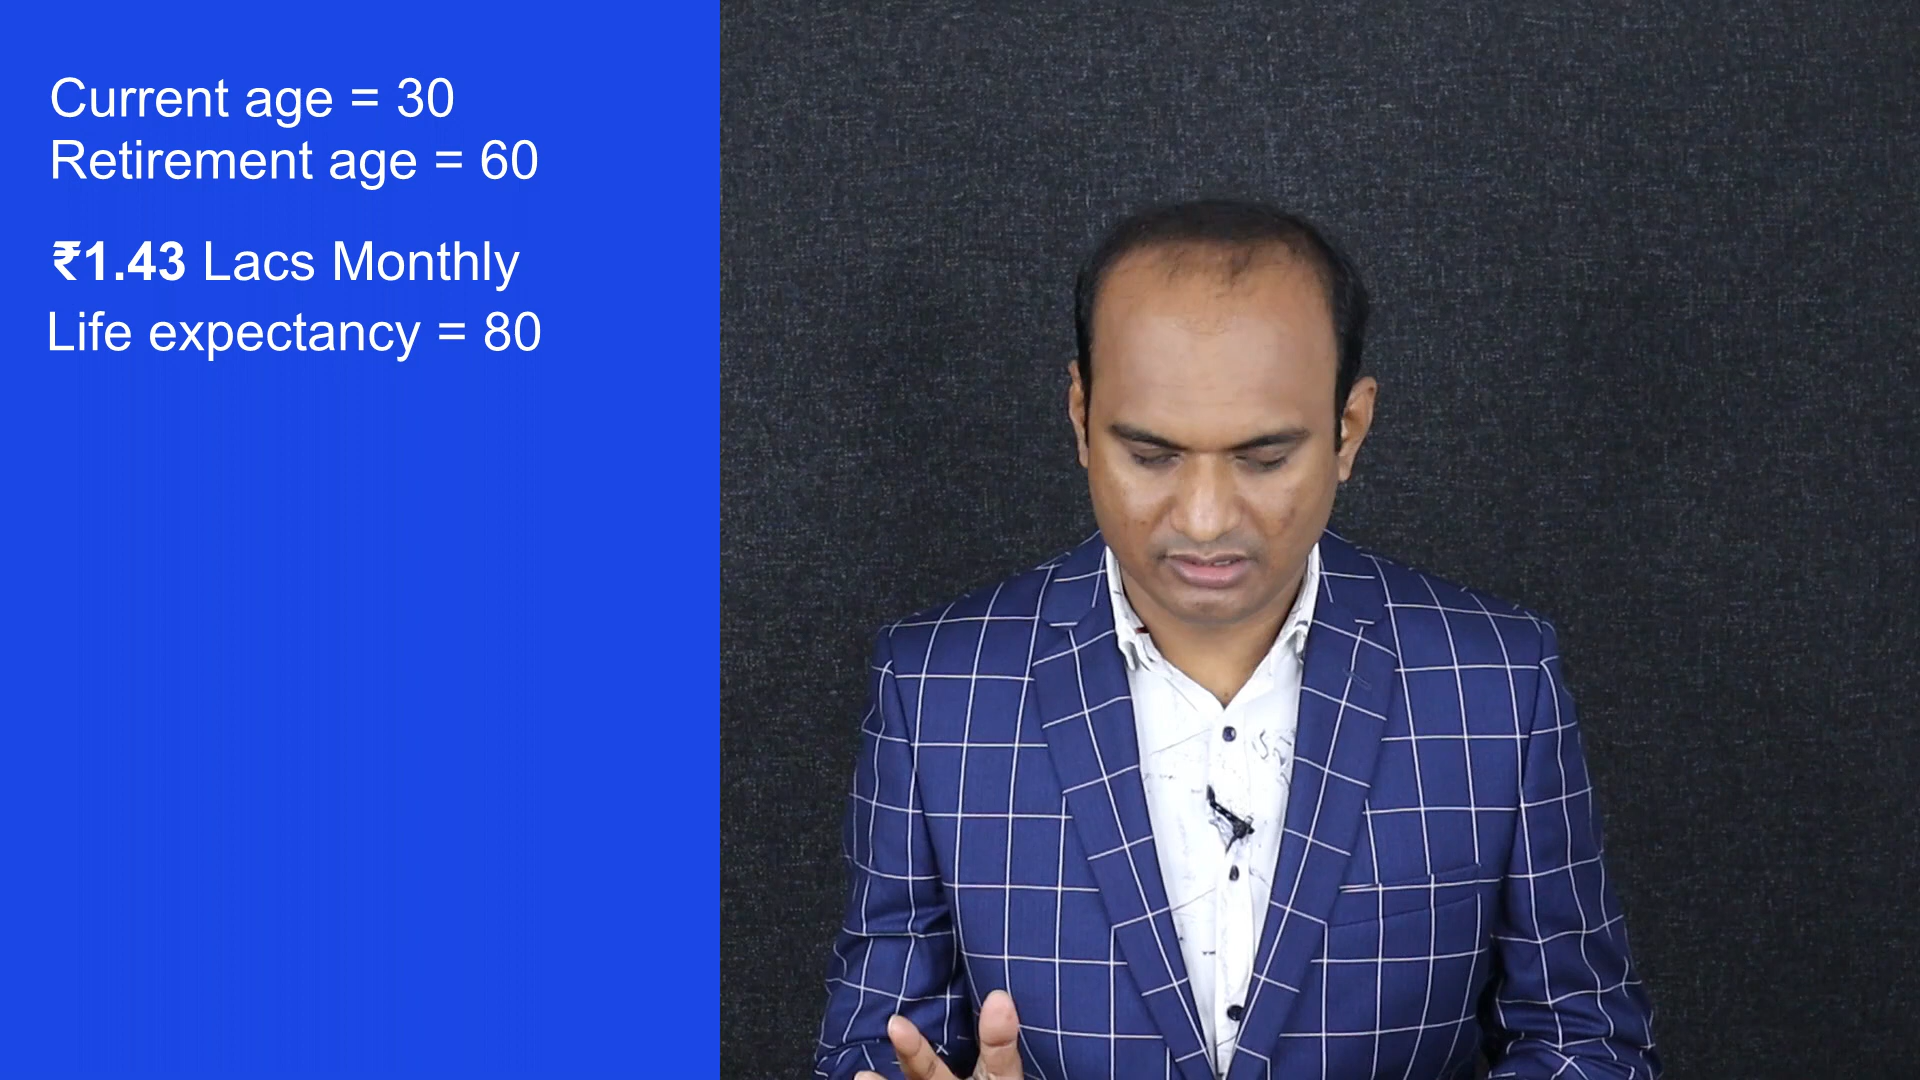 Current age = 30
Retirement age = 60
₹1.43 Lacs Monthly
Life expectancy = 80